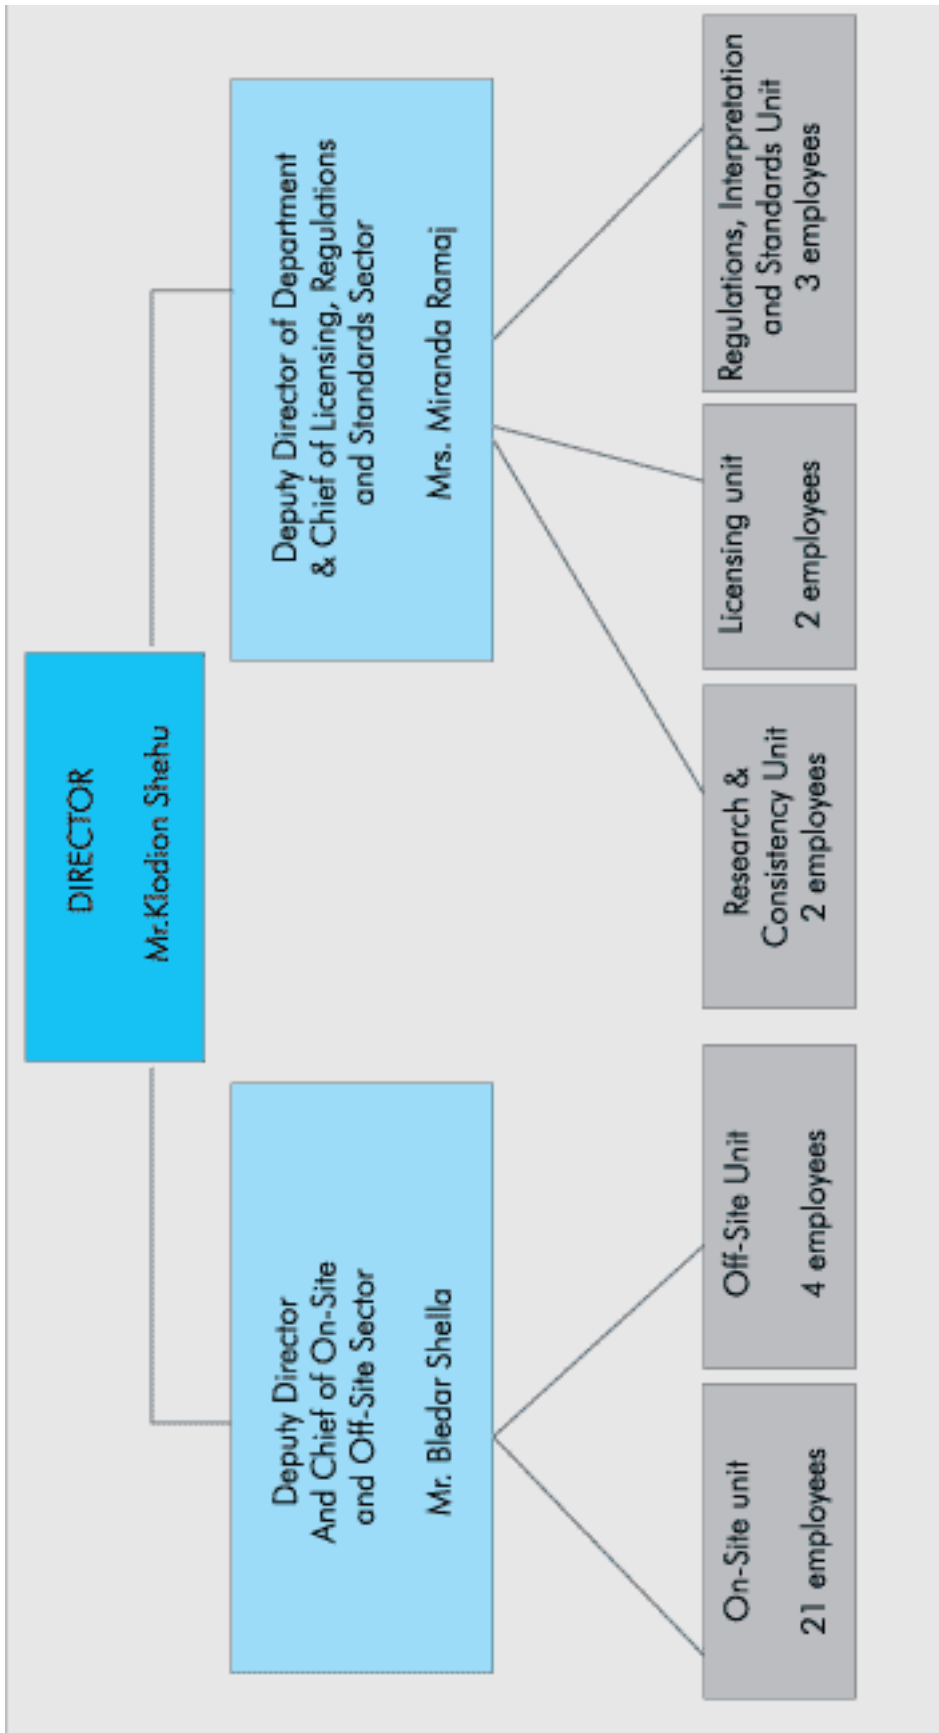 DIRECTOR
Mr.Klodion Shehu
Deputy Director
And Chief of On-Site
and Off-Site Sector
Mr. Bledar Shella
Deputy Director of Department
& Chief of Licensing, Regulations
and Standards Sector
Mrs. Miranda Ramaj
On-Site unit
21 employees
Off-Site Unit
4 employees
Research &
Consistency Unit
2 employees
Licensing unit
2 employees
Regulations, Interpretation
and Standards Unit
3 employees